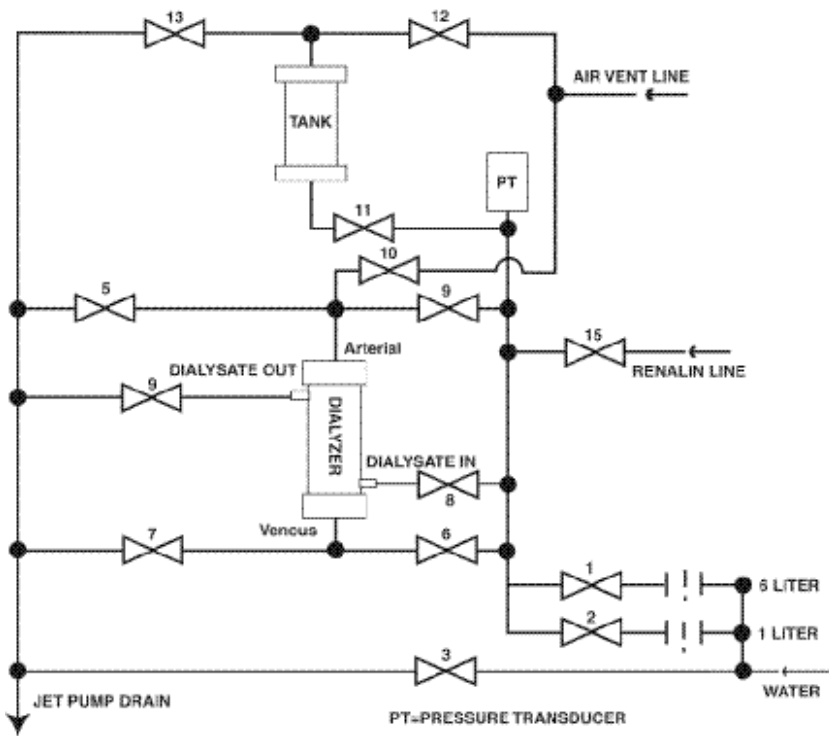 13
12
AIR VENT LINE
TANK
PT
11
10
5
9
15
Arterial
RENALIN LINE
DIALYSATE OUT
9
DIALYZER
DIALYSATE IN
8
Venous
7
6
1
6 LITER
2
1 LITER
3
WATER
JET PUMP DRAIN
PT=PRESSURE TRANSDUCER